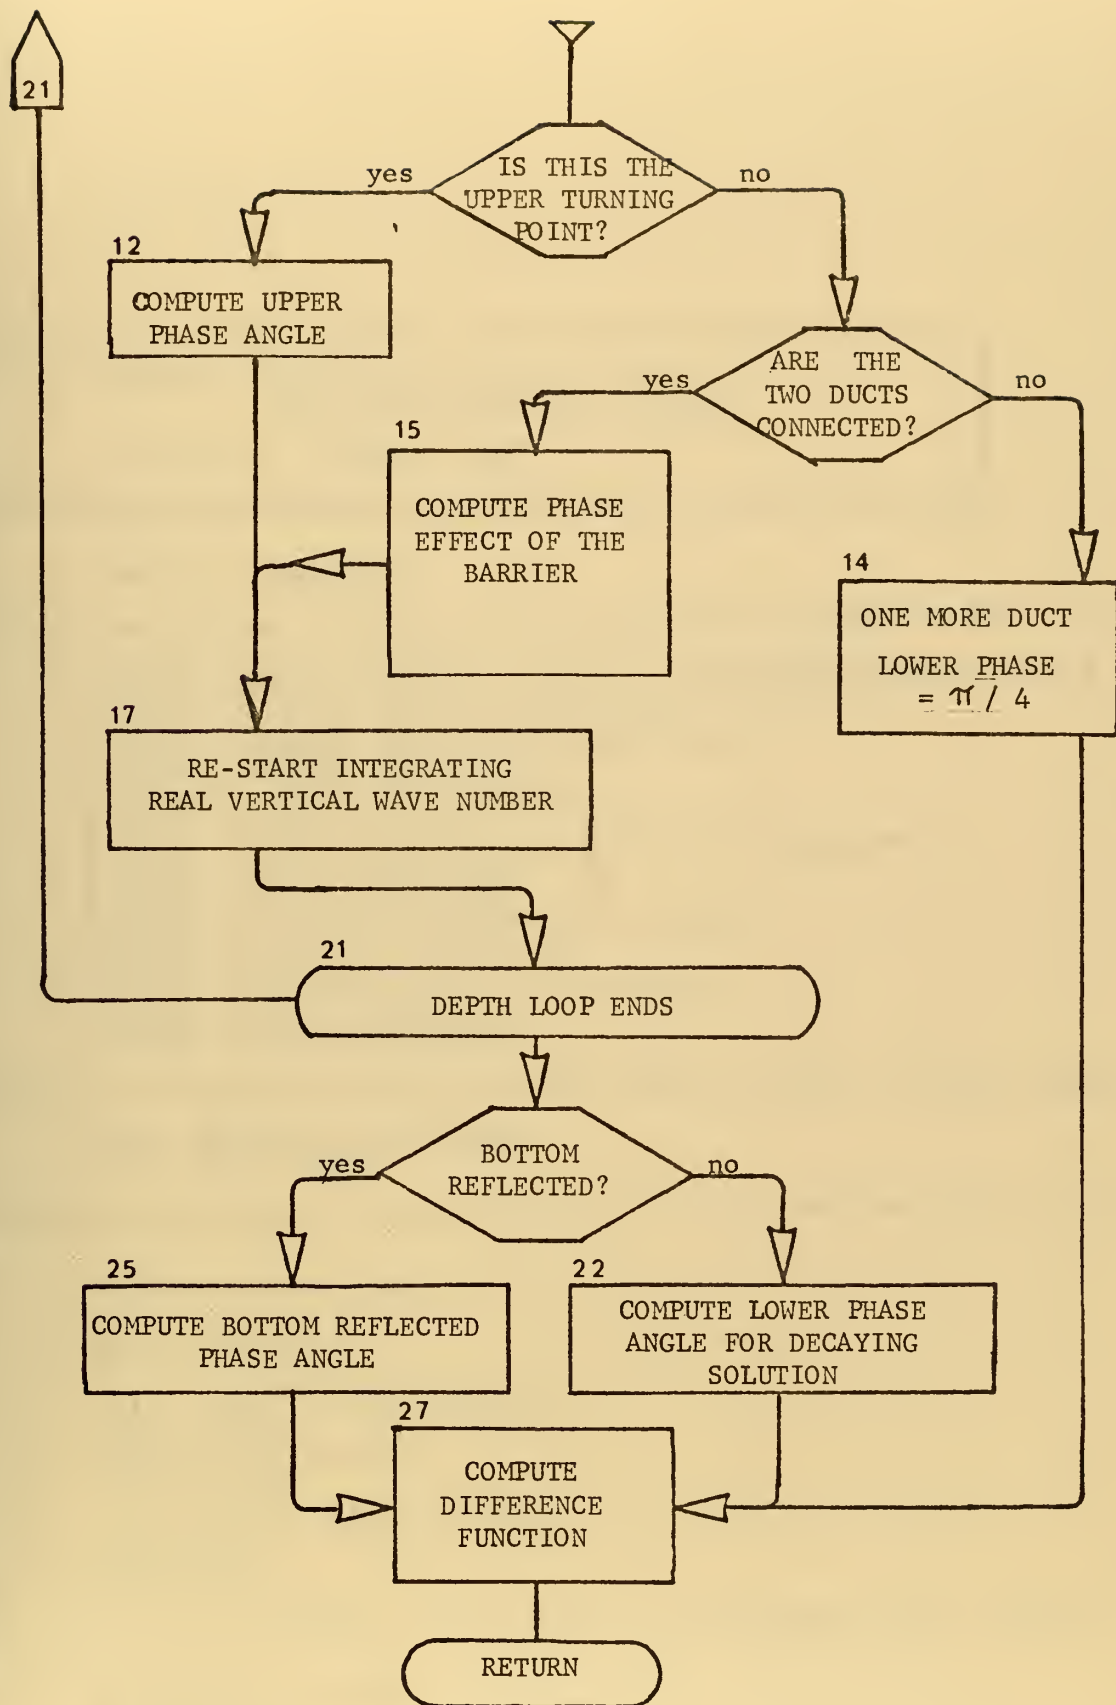 21
IS THIS THE
UPPER TURNING
POINT?
yes
no
12
COMPUTE UPPER
PHASE ANGLE
ARE THE
TWO DUCTS
CONNECTED?
yes
no
15
COMPUTE PHASE
EFFECT OF THE
BARRIER
14
ONE MORE DUCT
LOWER PHASE
= π / 4
17
RE-START INTEGRATING
REAL VERTICAL WAVE NUMBER
21
DEPTH LOOP ENDS
BOTTOM
REFLECTED?
yes
no
25
COMPUTE BOTTOM REFLECTED
PHASE ANGLE
22
COMPUTE LOWER PHASE
ANGLE FOR DECAYING
SOLUTION
27
COMPUTE
DIFFERENCE
FUNCTION
RETURN